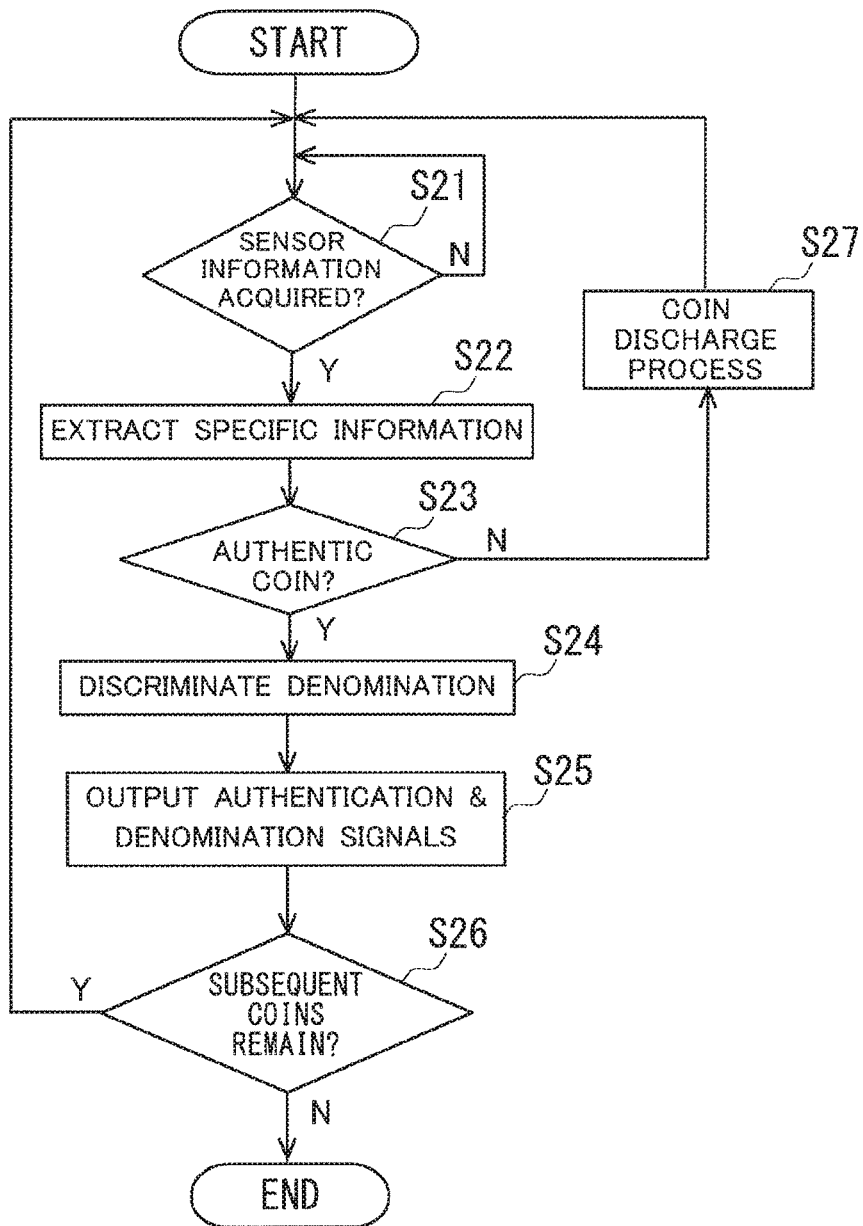 START
S21
SENSOR
INFORMATION
ACQUIRED?
N
Y
S27
COIN
DISCHARGE
PROCESS
S22
EXTRACT SPECIFIC INFORMATION
S23
AUTHENTIC
COIN?
N
Y
S24
DISCRIMINATE DENOMINATION
S25
OUTPUT AUTHENTICATION &
DENOMINATION SIGNALS
S26
SUBSEQUENT
COINS
REMAIN?
Y
N
END